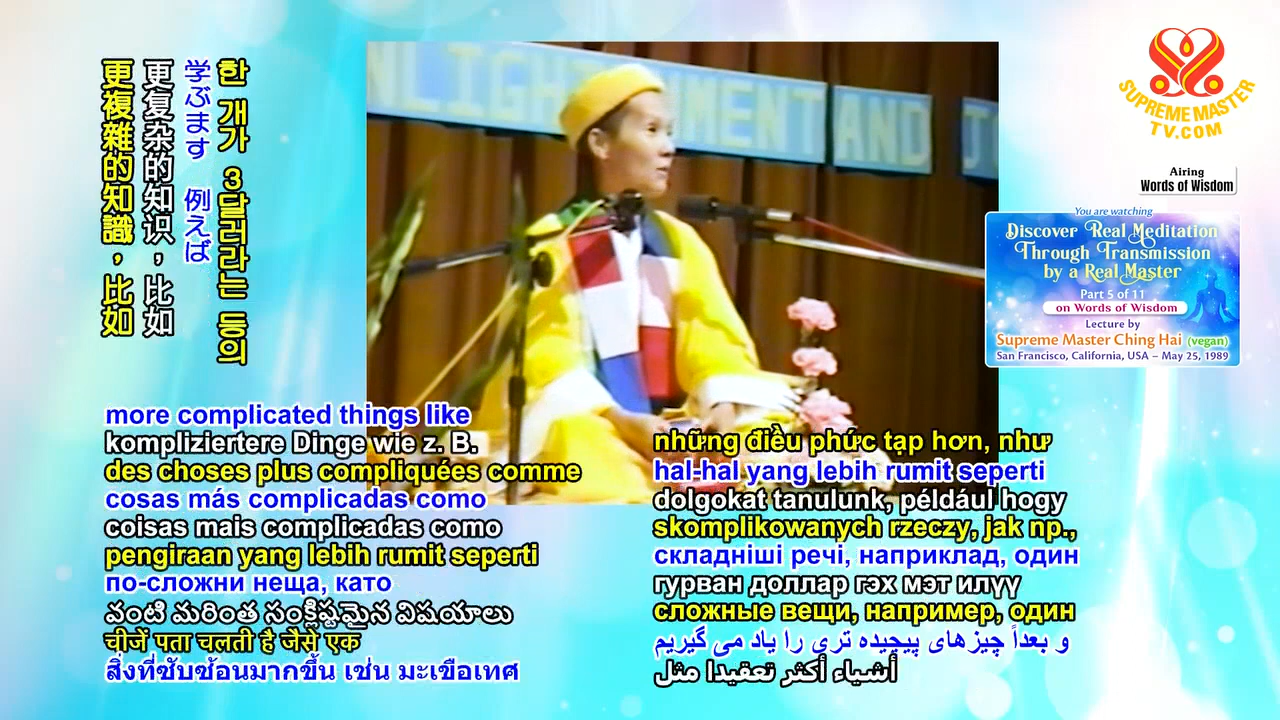 更複雜的知識，比如
更复杂的知识，比如
学ぶます 例えば
한 개가 3달러라는 등의
NLIGHTENMENT AND J
SUPREME MASTER
TV.COM
Airing
Words of Wisdom
You are watching
Discover Real Meditation
Through Transmission
by a Real Master
Part 5 of 11
on Words of Wisdom
Lecture by
Supreme Master Ching Hai (vegan)
San Francisco, California, USA – May 25, 1989
more complicated things like
kompliziertere Dinge wie z. B.
des choses plus compliquées comme
cosas más complicadas como
coisas mais complicadas como
pengiraan yang lebih rumit seperti
по-сложни неща, като
వంటి మరింత సంక్లిష్టమైన విషయాలు
चीजें पता चलती है जैसे एक
สิ่งที่ซับซ้อนมากขึ้น เช่น มะเขือเทศ
những điều phức tạp hơn, như
hal-hal yang lebih rumit seperti
dolgokat tanulunk, például hogy
skomplikowanych rzeczy, jak np.,
складніші речі, наприклад, один
гурван доллар гэх мэт илүү
сложные вещи, например, один
و بعداً چیزهای پیچیده تری را یاد می گیریم
أشياء أكثر تعقيدا مثل